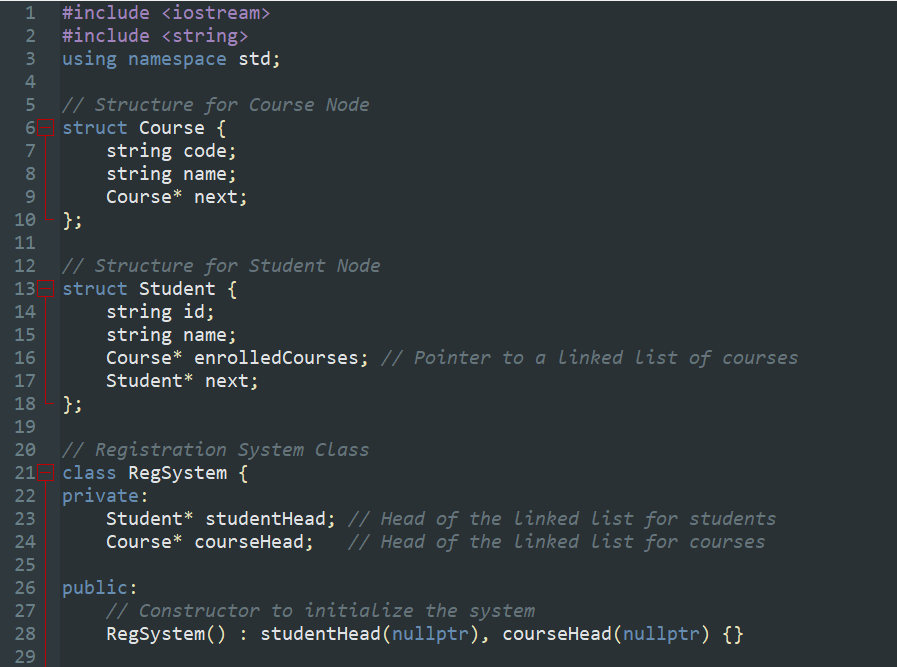 1 #include <iostream>
2 #include <string>
3 using namespace std;
4
5 // Structure for Course Node
6 struct Course {
7     string code;
8     string name;
9     Course* next;
10 };
11
12 // Structure for Student Node
13 struct Student {
14     string id;
15     string name;
16     Course* enrolledCourses; // Pointer to a linked list of courses
17     Student* next;
18 };
19
20 // Registration System Class
21 class RegSystem {
22 private:
23     Student* studentHead; // Head of the linked list for students
24     Course* courseHead;   // Head of the linked list for courses
25
26 public:
27     // Constructor to initialize the system
28     RegSystem() : studentHead(nullptr), courseHead(nullptr) {}
29